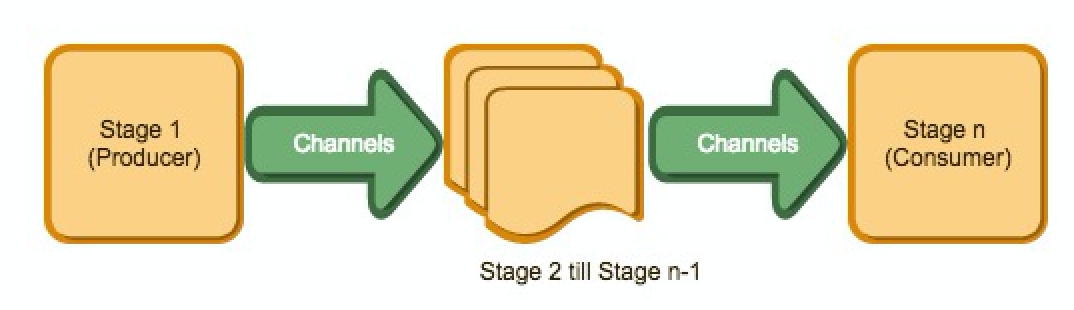 Stage 1
(Producer)
Channels
Channels
Stage n
(Consumer)
Stage 2 till Stage n-1